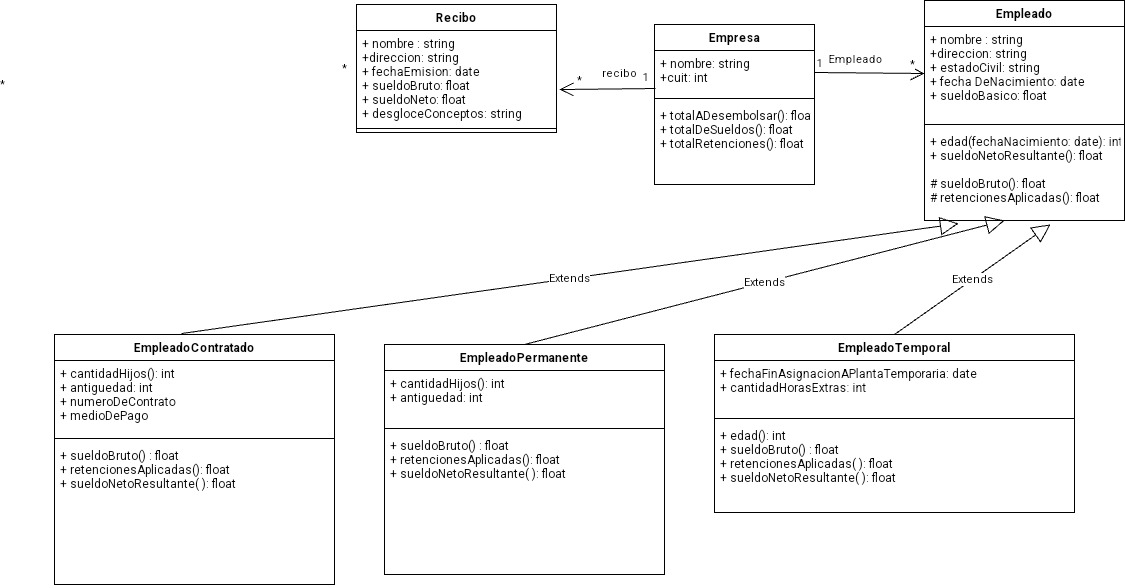 Recibo
+ nombre : string
+direccion: string
+ fechaEmision: date
+ sueldoBruto: float
+ sueldoNeto: float
+ desgloceConceptos: string
*
*
* recibo 1
Empresa
+ nombre: string
+cuit: int
+ totalADesembolsar(): floa
+ totalDeSueldos(): float
+ totalRetenciones(): float
1 Empleado *
Empleado
+ nombre : string
+direccion: string
+ estadoCivil: string
+ fecha DeNacimiento: date
+ sueldoBasico: float
+ edad(fechaNacimiento: date): int
+ sueldoNetoResultante(): float
# sueldoBruto(): float
# retencionesAplicadas(): float
Extends
Extends
Extends
EmpleadoContratado
+ cantidadHijos(): int
+ antiguedad: int
+ numeroDeContrato
+ medioDePago
+ sueldoBruto() : float
+ retencionesAplicadas(): float
+ sueldoNetoResultante( ): float
EmpleadoPermanente
+ cantidadHijos(): int
+ antiguedad: int
+ sueldoBruto() : float
+ retencionesAplicadas(): float
+ sueldoNetoResultante( ): float
EmpleadoTemporal
+ fechaFinAsignacionAPlantaTemporaria: date
+ cantidadHorasExtras: int
+ edad(): int
+ sueldoBruto() : float
+ retencionesAplicadas( ): float
+ sueldoNetoResultante( ): float